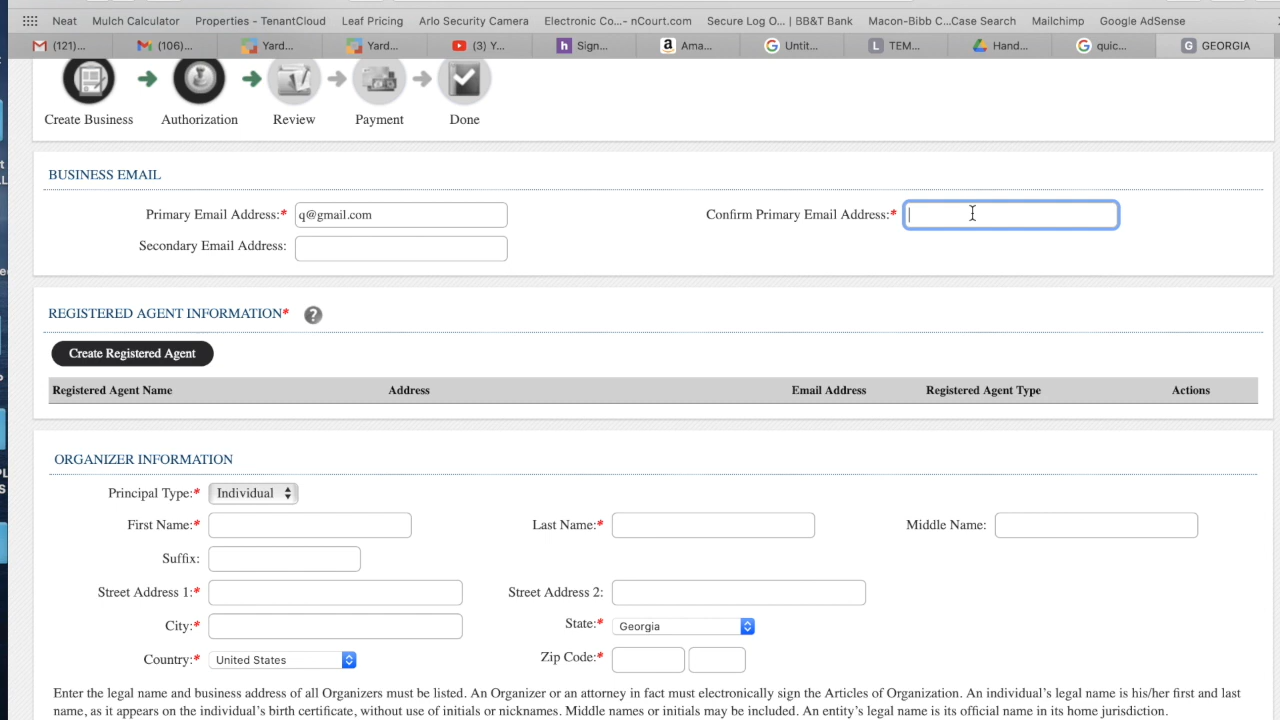 Neat Mulch Calculator Properties - TenantCloud Leaf Pricing Arlo Security Camera Electronic Co...- nCourt.com Secure Log O... | BB&T Bank Macon-Bibb C...Case Search Mailchimp Google AdSense
(121)... (106)... Yard... Yard... (3) Y... Sign... Ama... Untit... TEM... Hand... quic... GEORGIA
Create Business Authorization Review Payment Done
BUSINESS EMAIL
Primary Email Address:* q@gmail.com Confirm Primary Email Address:*
Secondary Email Address:
REGISTERED AGENT INFORMATION* ?
Create Registered Agent
Registered Agent Name Address Email Address Registered Agent Type Actions
ORGANIZER INFORMATION
Principal Type:* Individual
First Name:* Last Name:* Middle Name:
Suffix:
Street Address 1:* Street Address 2:
City:* State:* Georgia
Country:* United States Zip Code:*
Enter the legal name and business address of all Organizers must be listed. An Organizer or an attorney in fact must electronically sign the Articles of Organization. An individual's legal name is his/her first and last
name, as it appears on the individual's birth certificate, without use of initials or nicknames. Middle names or initials may be included. An entity's legal name is its official name in its home jurisdiction.